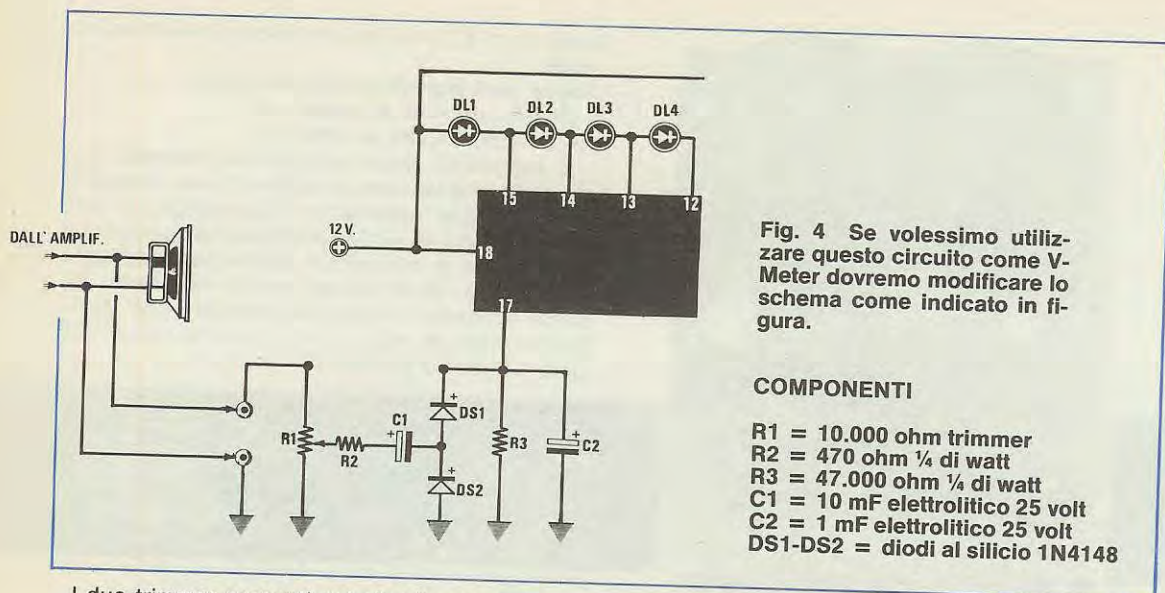 DL1
DL2
DL3
DL4
15
14
13
12
DALL' AMPLIF.
12 V.
18
17
Fig. 4 Se volessimo utiliz-
zare questo circuito come V-
Meter dovremo modificare lo
schema come indicato in fi-
gura.
COMPONENTI
R1 = 10.000 ohm trimmer
R2 = 470 ohm ¼ di watt
R3 = 47.000 ohm ¼ di watt
C1 = 10 mF elettrolitico 25 volt
C2 = 1 mF elettrolitico 25 volt
DS1-DS2 = diodi al silicio 1N4148
R1
R2
C1
+
+
DS1
+
DS2
R3
+
C2
I due trimmer